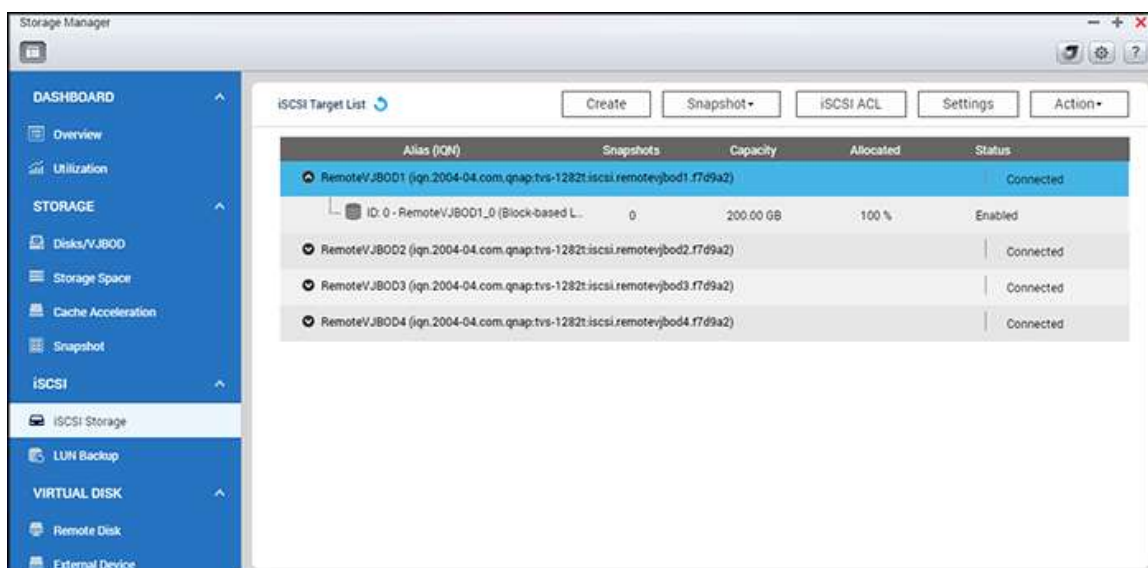 Storage Manager
DASHBOARD
Overview
Utilization
STORAGE
Disks/VJBOD
Storage Space
Cache Acceleration
Snapshot
iSCSI
iSCSI Storage
LUN Backup
VIRTUAL DISK
Remote Disk
External Device
iSCSI Target List
Create Snapshot iSCSI ACL Settings Action
Alias (IQN) Snapshots Capacity Allocated Status
RemoteVJBOD1 (iqn.2004-04.com.qnap:tvs-1282t:iscsi.remotevjbod1.f7d9a2) Connected
ID: 0 - RemoteVJBOD1_0 (Block-based L... 0 200.00 GB 100 % Enabled
RemoteVJBOD2 (iqn.2004-04.com.qnap:tvs-1282t:iscsi.remotevjbod2.f7d9a2) Connected
RemoteVJBOD3 (iqn.2004-04.com.qnap:tvs-1282t:iscsi.remotevjbod3.f7d9a2) Connected
RemoteVJBOD4 (iqn.2004-04.com.qnap:tvs-1282t:iscsi.remotevjbod4.f7d9a2) Connected